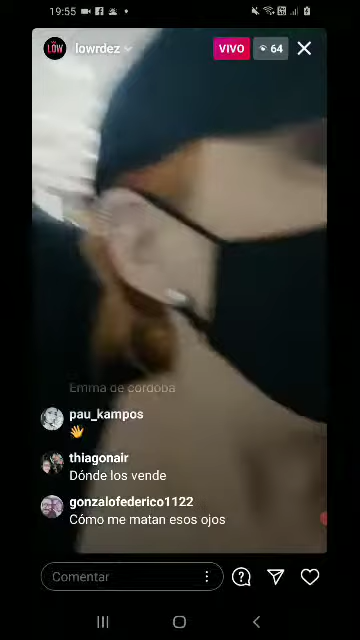 19:55
LOW
lowrdez
VIVO
64
Emma de cordoba
pau_kampos
👋
thiagonair
Dónde los vende
gonzalofederico1122
Cómo me matan esos ojos
Comentar